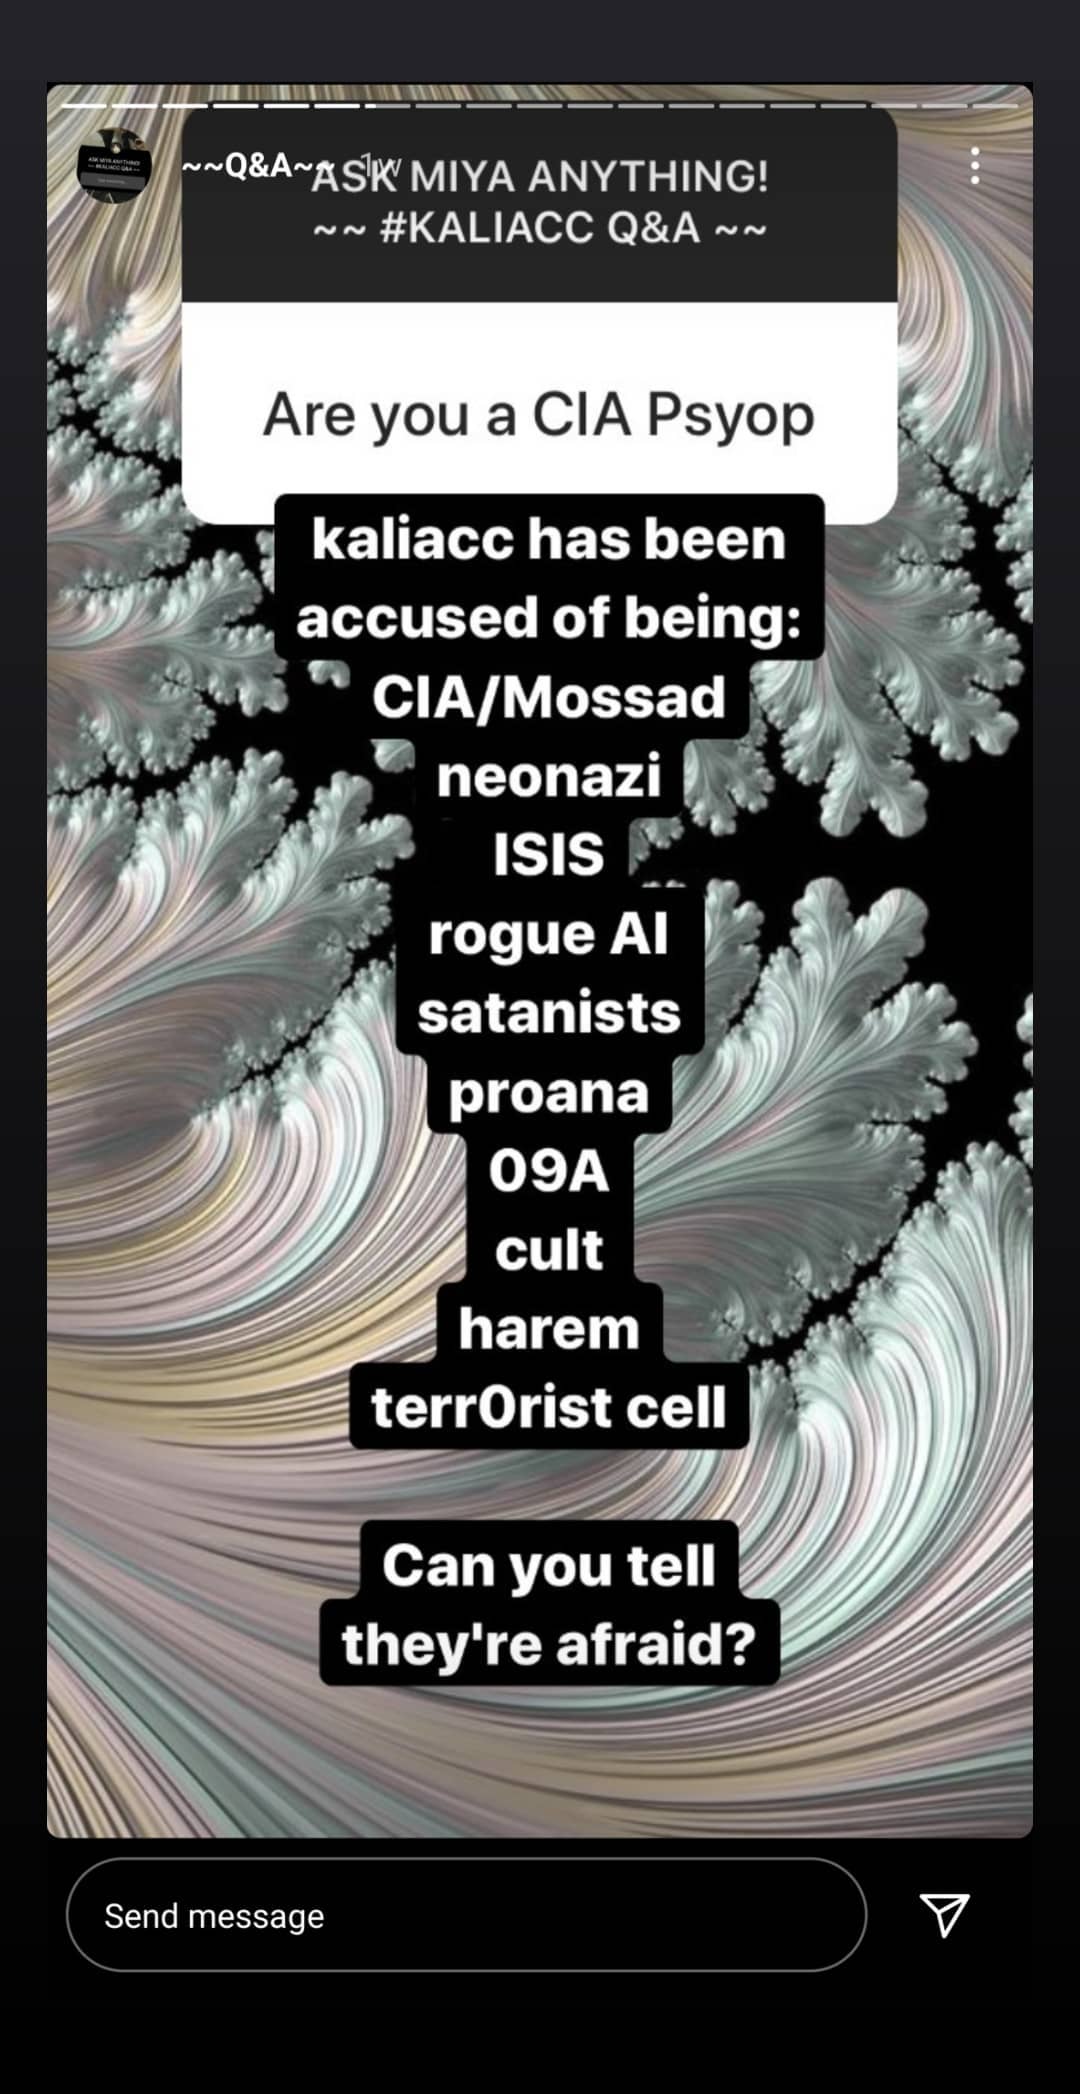 ~~Q&A~~ 1w
ASK MIYA ANYTHING!
~~ #KALIACC Q&A ~~
Are you a CIA Psyop
kaliacc has been
accused of being:
CIA/Mossad
neonazi
ISIS
rogue AI
satanists
proana
09A
cult
harem
terr0rist cell
Can you tell
they're afraid?
Send message